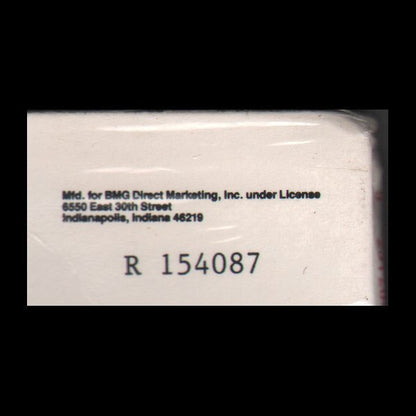 Mfd. for BMG Direct Marketing, Inc. under License
6550 East 30th Street
Indianapolis, Indiana 46219
R 154087